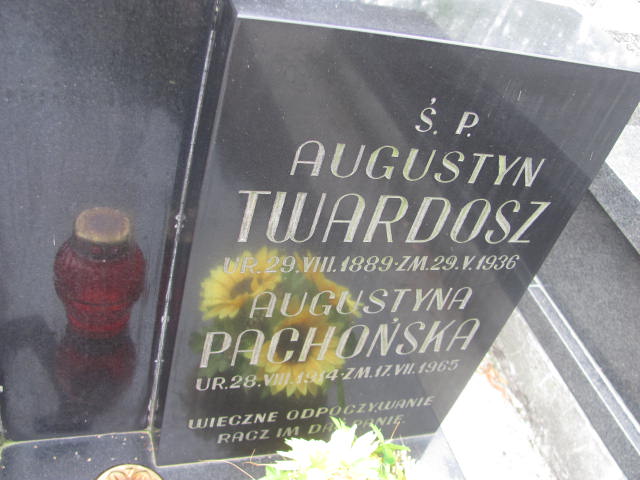 Ś. P.
AUGUSTYN
TWARDOSZ
UR. 29. VIII. 1889 - ZM. 29. V. 1936
AUGUSTYNA
PACHOŃSKA
UR. 28. VIII. 1914 - ZM. 17. VII. 1965
WIECZNE ODPOCZYWANIE
RACZ IM DAĆ PANIE